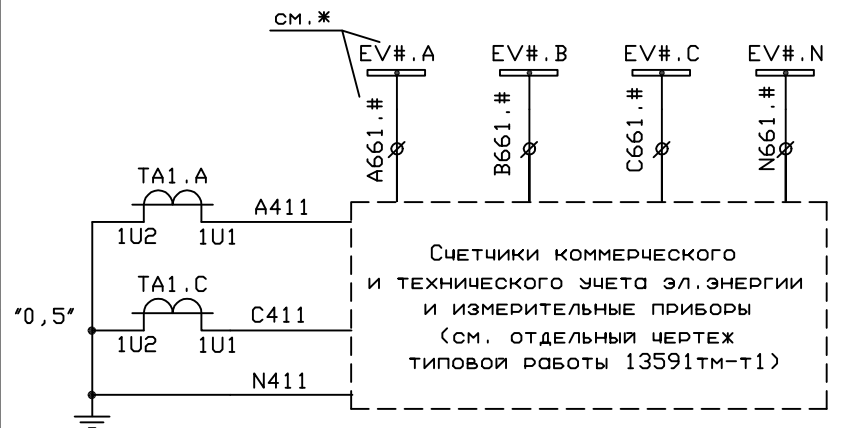 см.*
EV#.A EV#.B EV#.C EV#.N
A661.# B661.# C661.# N661.#
TA1.A
A411
1U2 1U1
TA1.C
"0,5"
C411
1U2 1U1
N411
Счетчики коммерческого
и технического учета эл.энергии
и измерительные приборы
(см. отдельный чертеж
типовой работы 13591тм-т1)